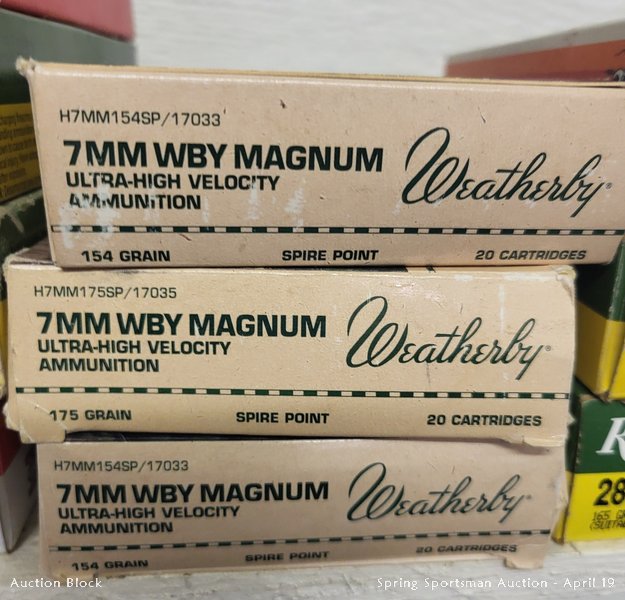 H7MM154SP/17033
7MM WBY MAGNUM
ULTRA-HIGH VELOCITY
AMMUNITION
Weatherby®
154 GRAIN SPIRE POINT 20 CARTRIDGES
H7MM175SP/17035
7MM WBY MAGNUM
ULTRA-HIGH VELOCITY
AMMUNITION
Weatherby®
175 GRAIN SPIRE POINT 20 CARTRIDGES
H7MM154SP/17033
7MM WBY MAGNUM
ULTRA-HIGH VELOCITY
AMMUNITION
Weatherby®
154 GRAIN SPIRE POINT 20 CARTRIDGES
R
28
165 GR
Auction Block
Spring Sportsman Auction - April 19